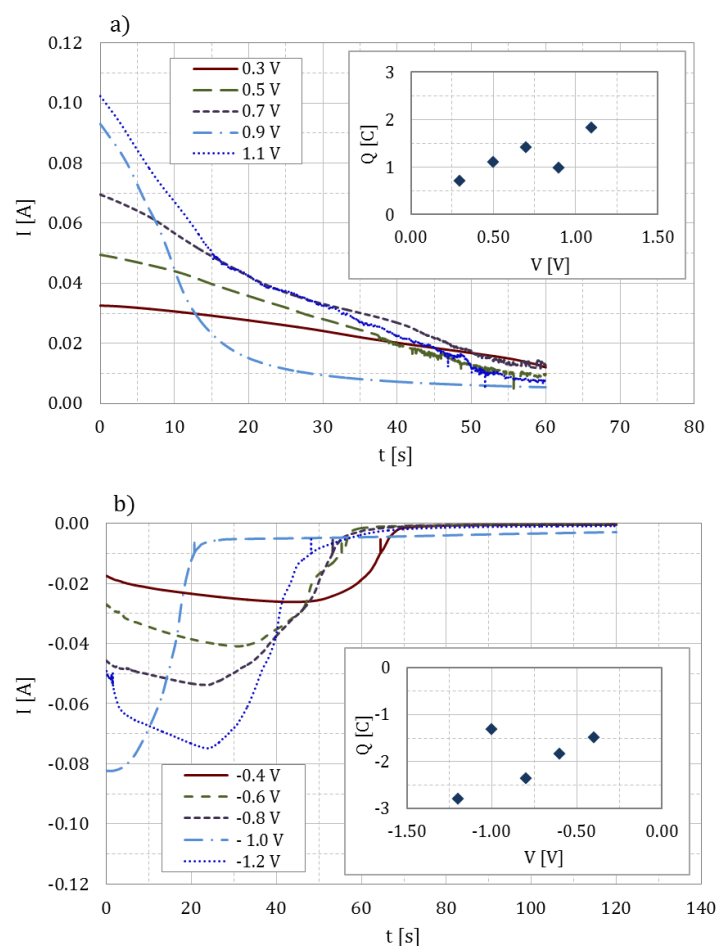 a)
0.12
0.10
0.08
0.06
0.04
0.02
0.00
I [A]
0 10 20 30 40 50 60 70 80
t [s]
0.3 V
0.5 V
0.7 V
0.9 V
1.1 V
3
2
1
0
Q [C]
0.00 0.50 1.00 1.50
V [V]
b)
0.00
-0.02
-0.04
-0.06
-0.08
-0.10
-0.12
I [A]
0 20 40 60 80 100 120 140
t [s]
-0.4 V
-0.6 V
-0.8 V
- 1.0 V
-1.2 V
0
-1
-2
-3
Q [C]
-1.50 -1.00 -0.50 0.00
V [V]